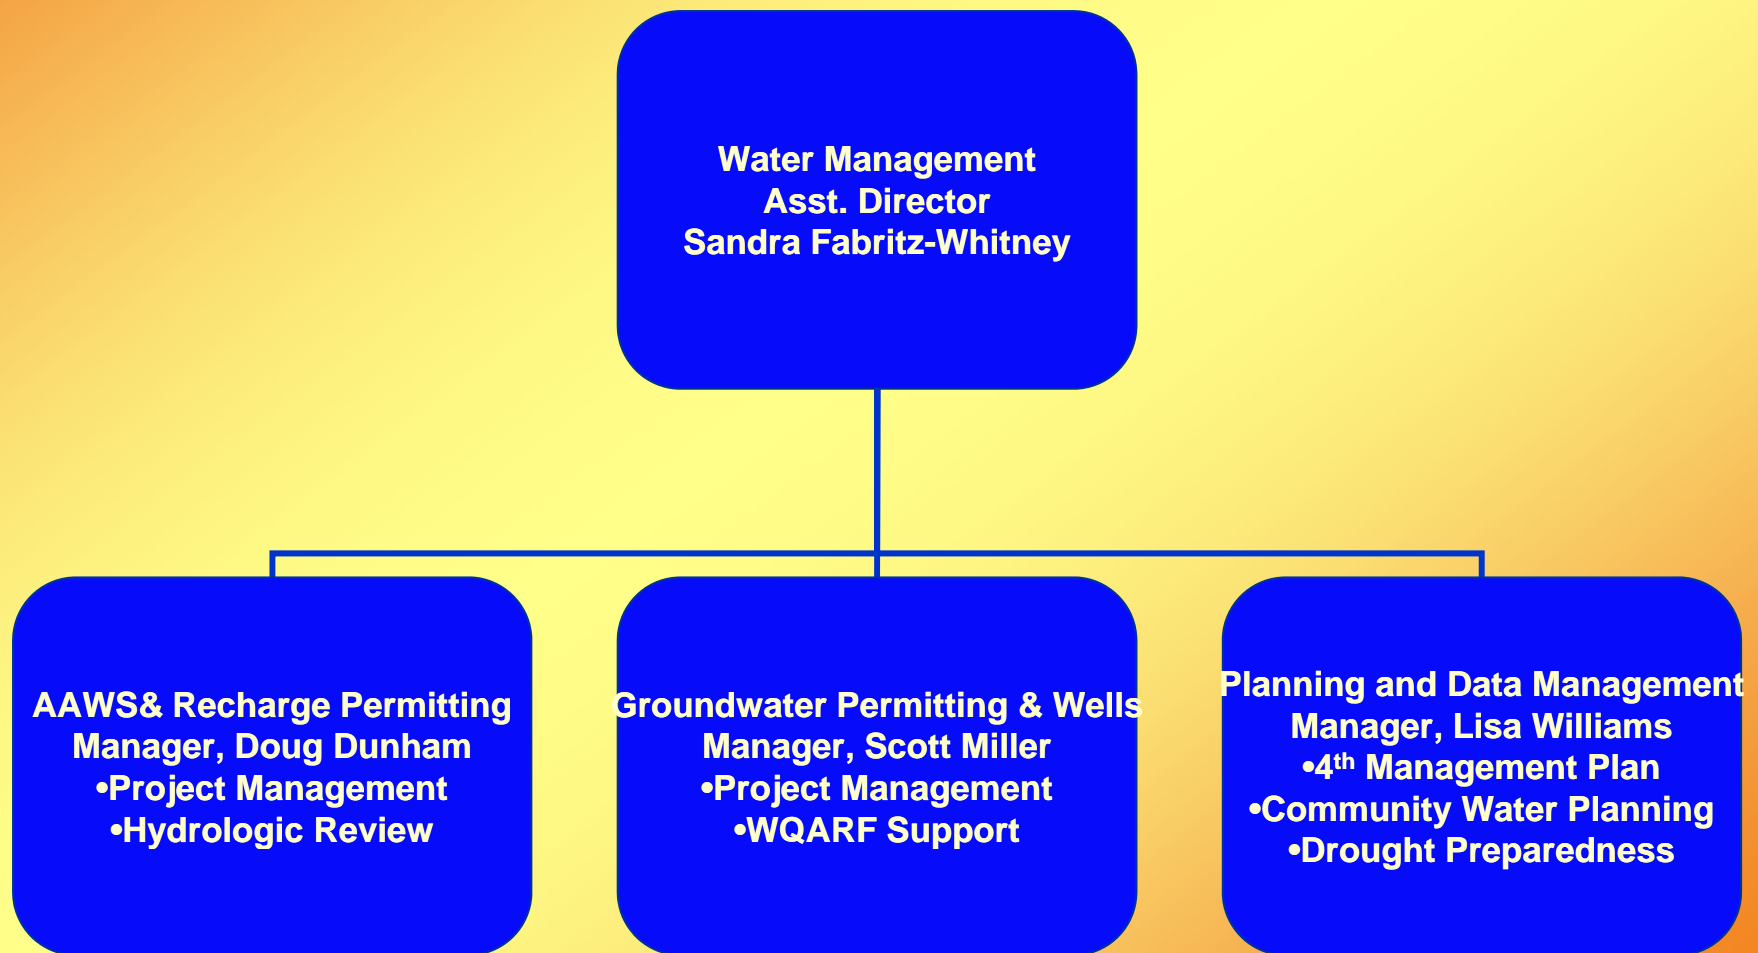 Water Management
Asst. Director
Sandra Fabritz-Whitney
AAWS& Recharge Permitting
Manager, Doug Dunham
•Project Management
•Hydrologic Review
Groundwater Permitting & Wells
Manager, Scott Miller
•Project Management
•WQARF Support
Planning and Data Management
Manager, Lisa Williams
•4th Management Plan
•Community Water Planning
•Drought Preparedness